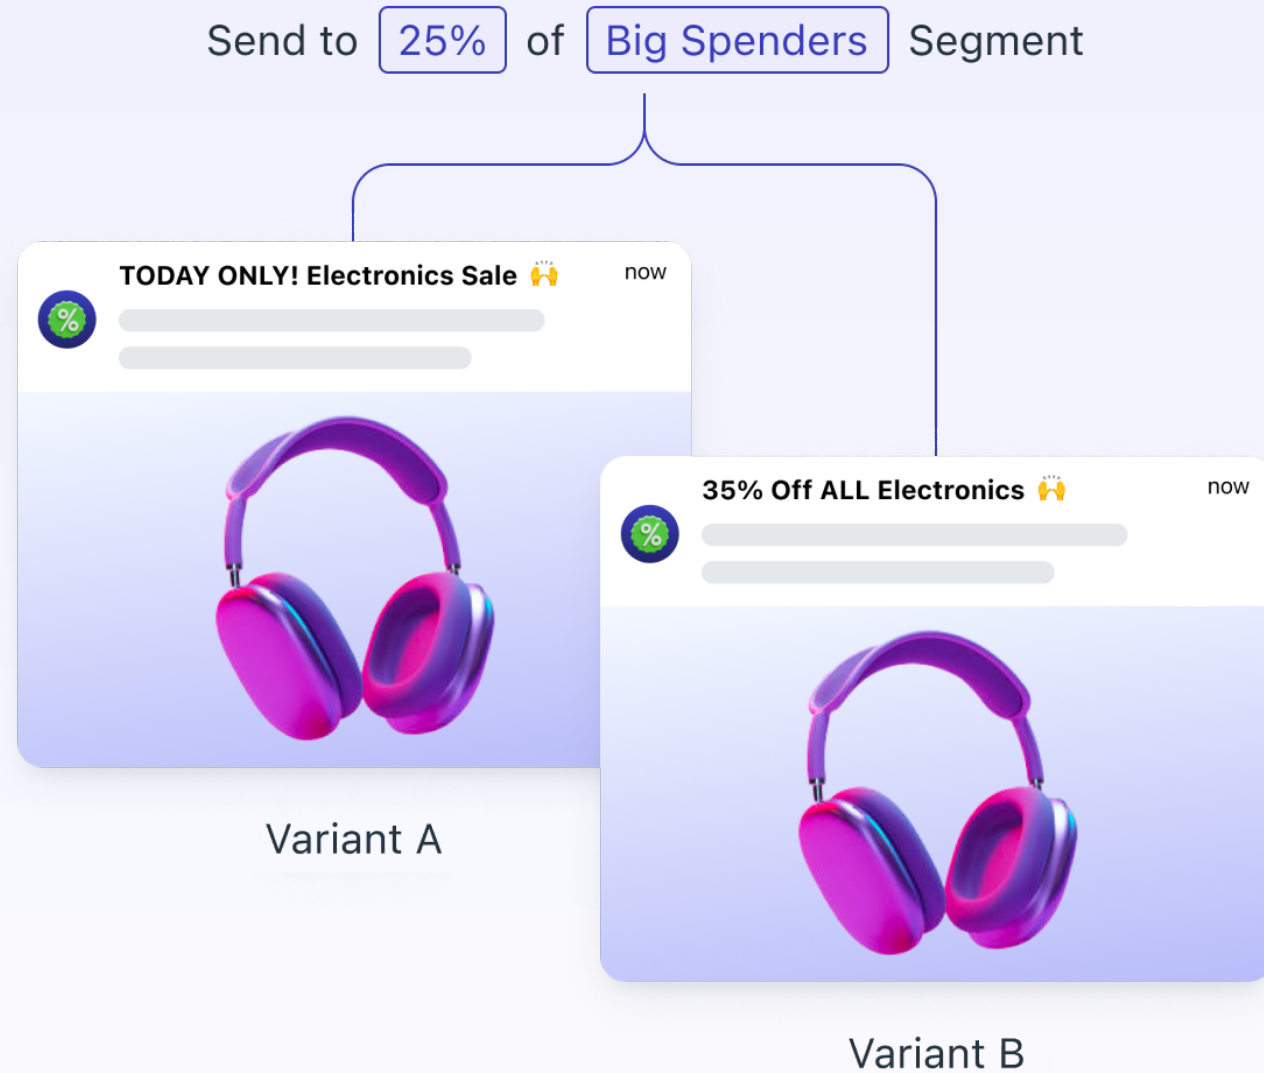 Send to 25% of Big Spenders Segment
TODAY ONLY! Electronics Sale 🙌 now
%
35% Off ALL Electronics 🙌 now
%
Variant A
Variant B